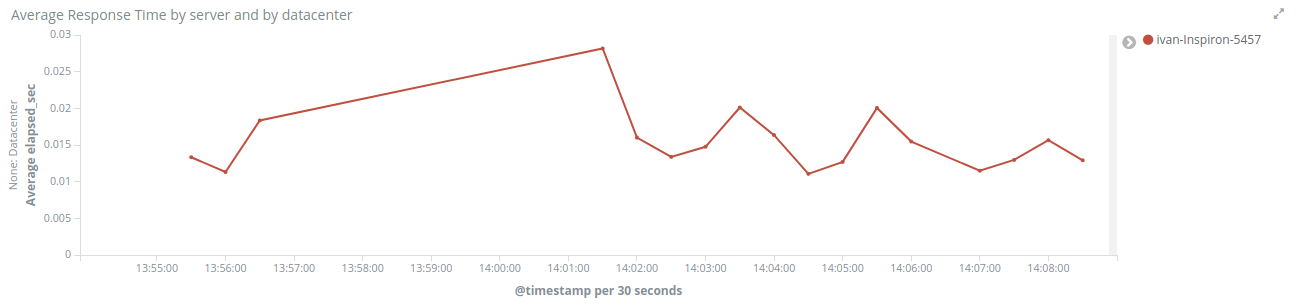 Average Response Time by server and by datacenter
ivan-Inspiron-5457
None: Datacenter
Average elapsed_sec
0.03
0.025
0.02
0.015
0.01
0.005
0
13:55:00 13:56:00 13:57:00 13:58:00 13:59:00 14:00:00 14:01:00 14:02:00 14:03:00 14:04:00 14:05:00 14:06:00 14:07:00 14:08:00
@timestamp per 30 seconds